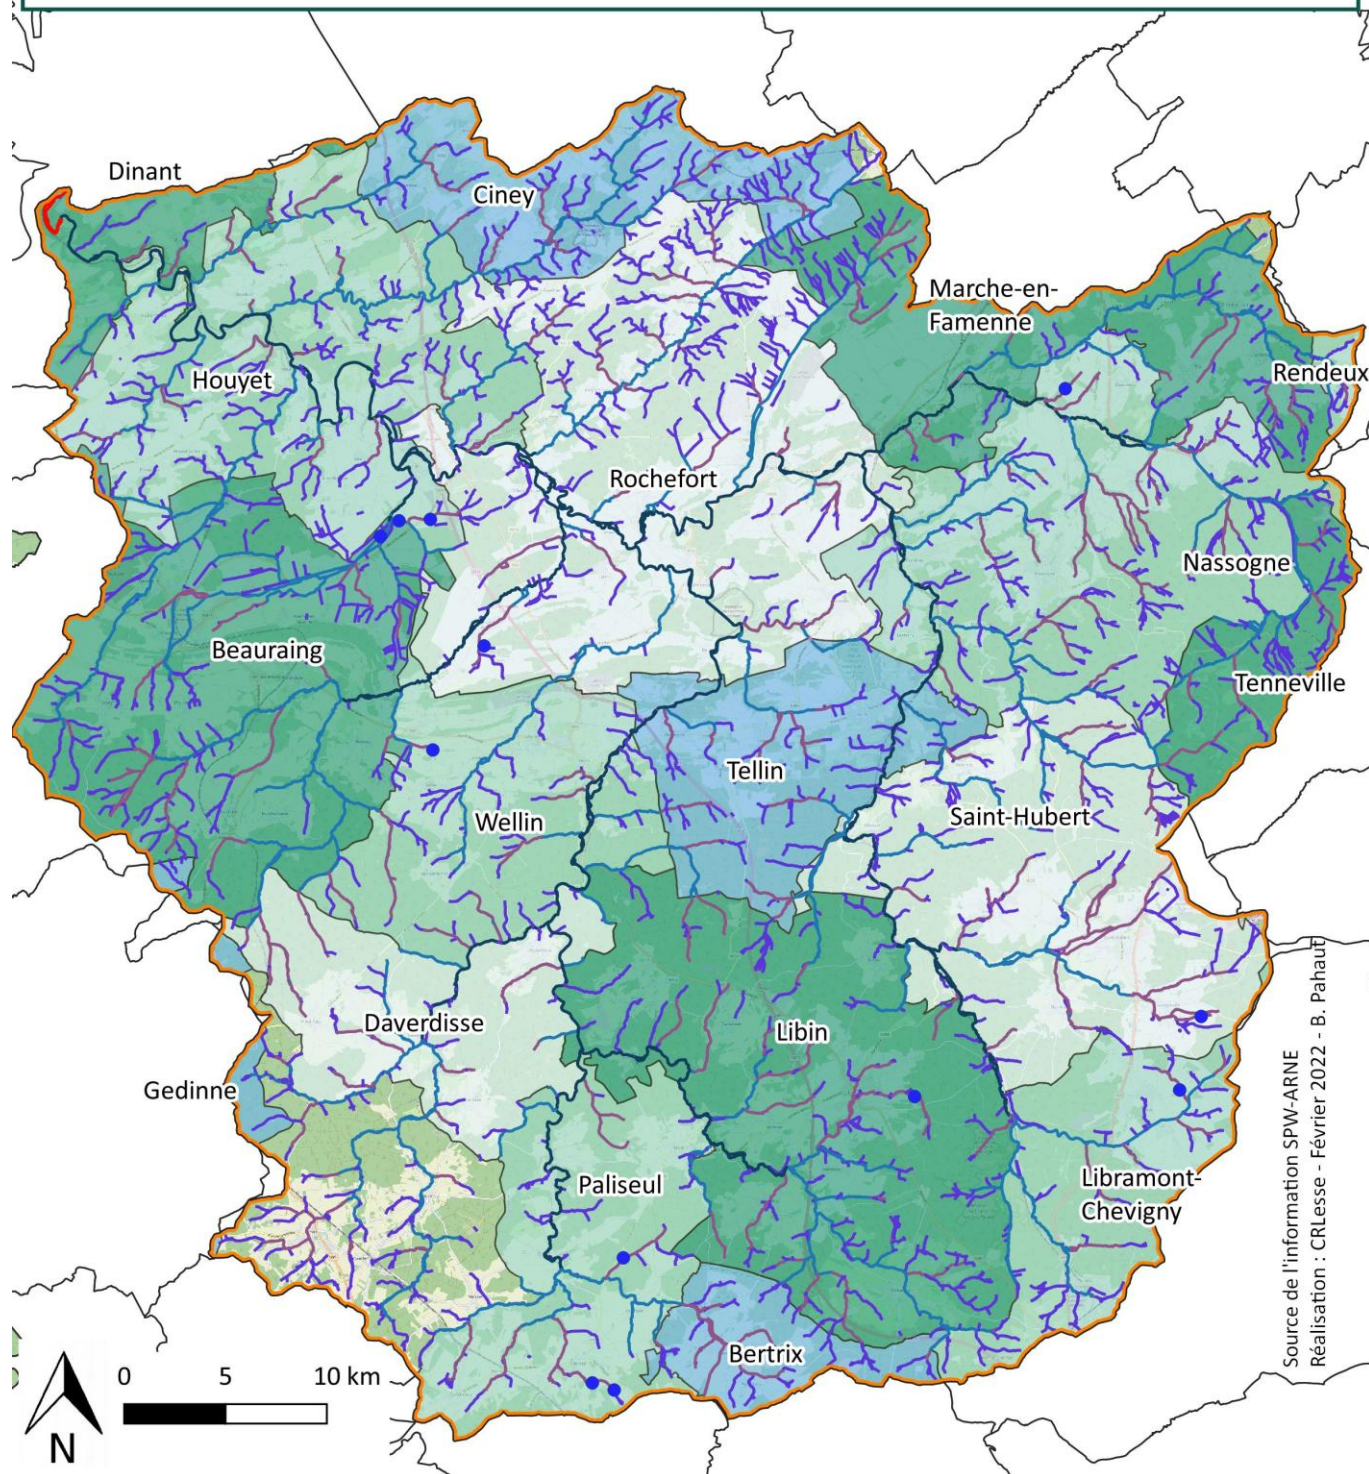 Dinant
Ciney
Marche-en-
Famenne
Rendeux
Houyet
Rochefort
Nassogne
Beauraing
Tenneville
Tellin
Wellin
Saint-Hubert
Daverdisse
Libin
Gedinne
Paliseul
Libramont-
Chevigny
Bertrix
0 5 10 km
N
Source de l'information SPW-ARNE
Réalisation : CRLesse - Février 2022 - B. Pahaut